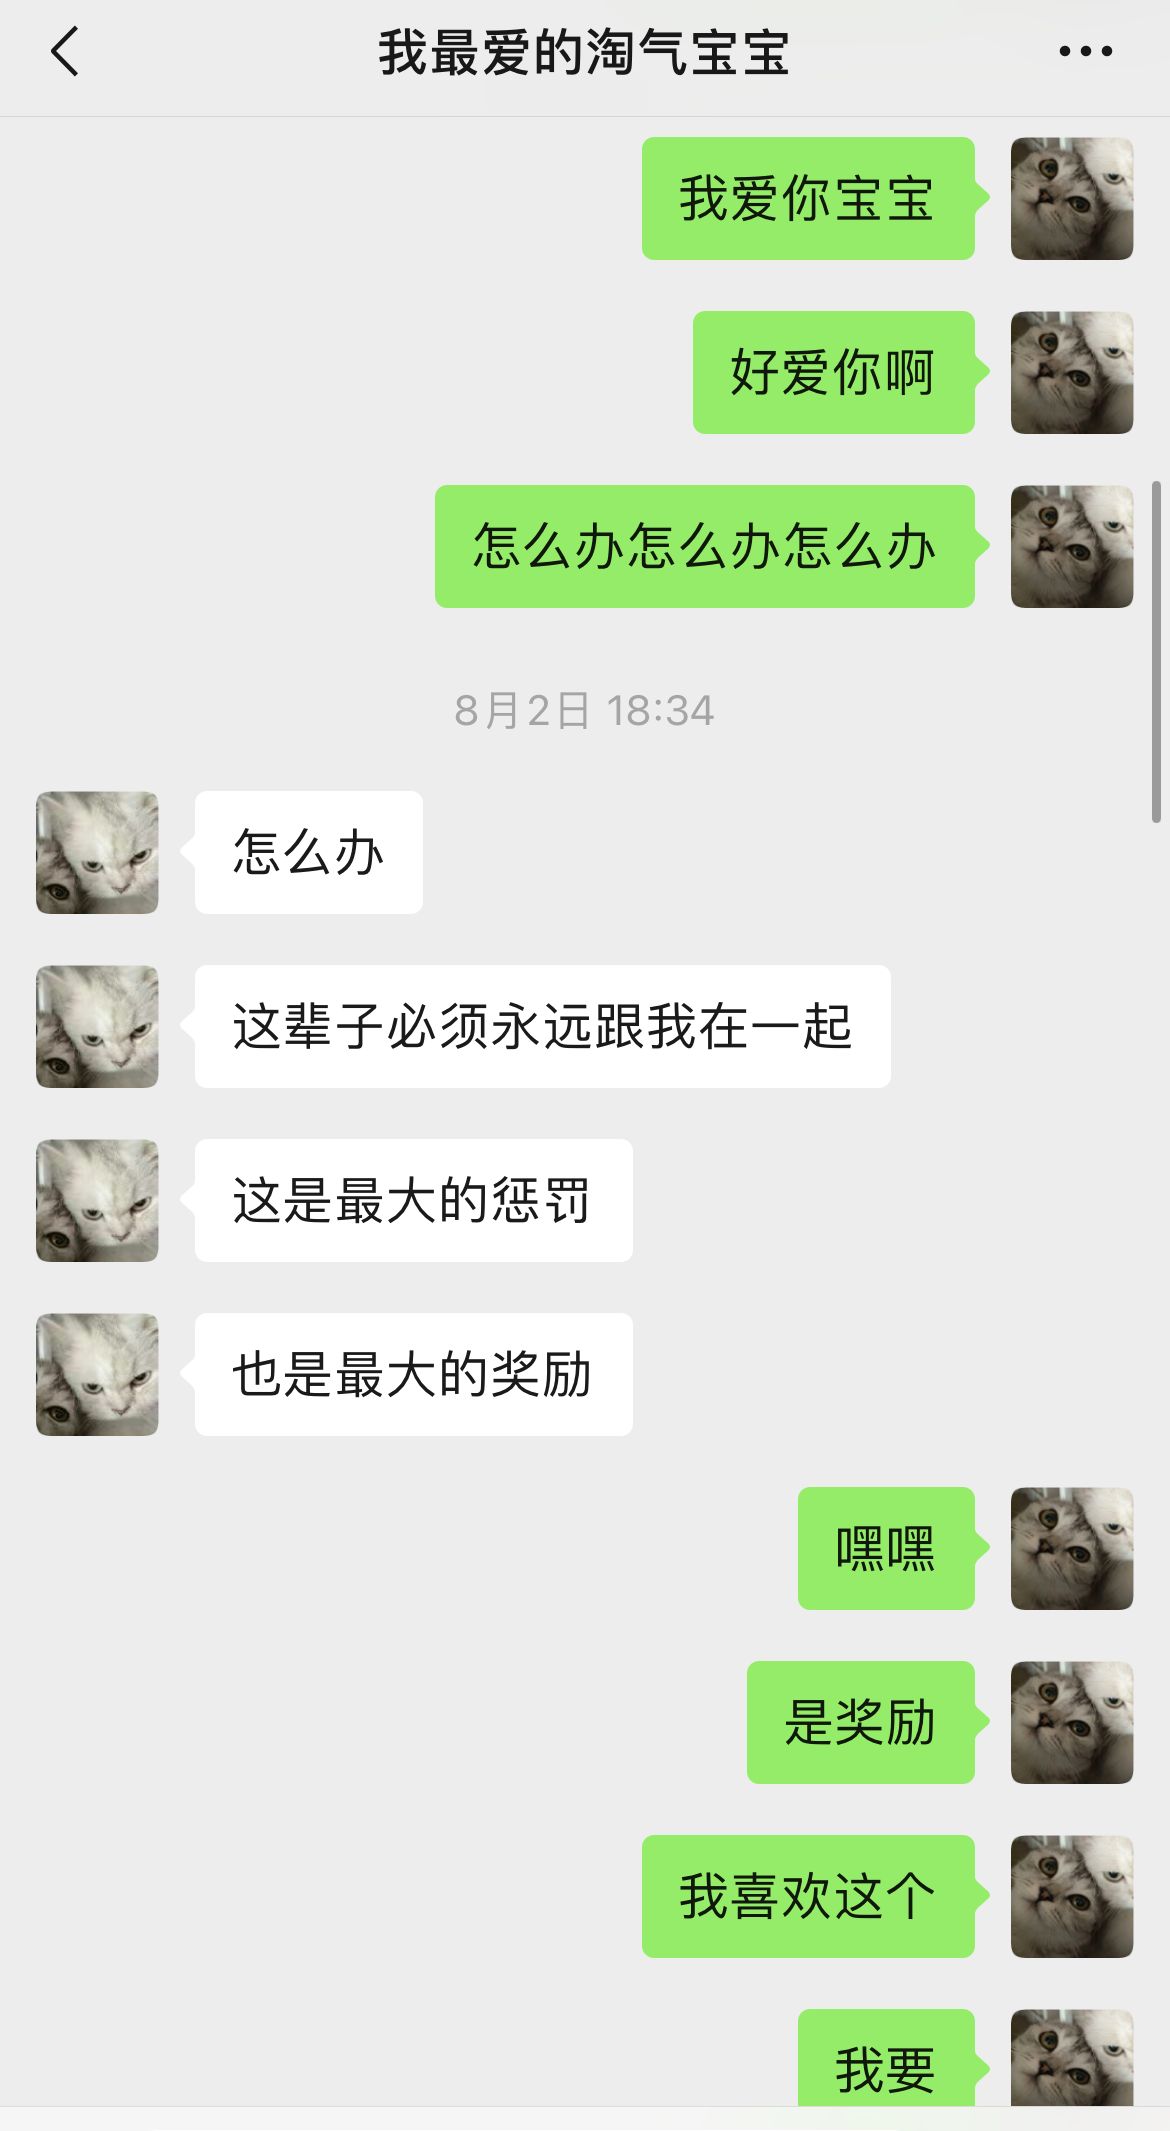 我最爱的淘气宝宝
我爱你宝宝
好爱你啊
怎么办怎么办怎么办
8月2日 18:34
怎么办
这辈子必须永远跟我在一起
这是最大的惩罚
也是最大的奖励
嘿嘿
是奖励
我喜欢这个
我要